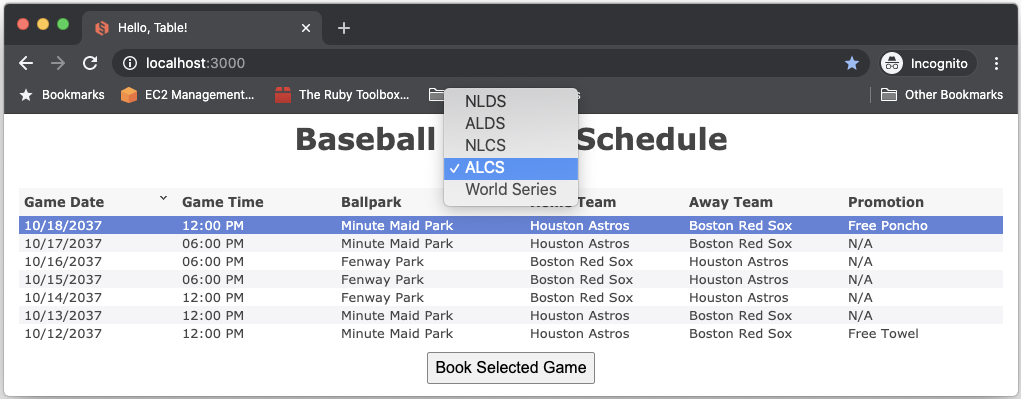 Hello, Table!
localhost:3000
Incognito
Bookmarks EC2 Management... The Ruby Toolbox... Other Bookmarks
NLDS
ALDS
NLCS
✓ ALCS
World Series
Baseball Schedule
Game Date Game Time Ballpark Home Team Away Team Promotion
10/18/2037 12:00 PM Minute Maid Park Houston Astros Boston Red Sox Free Poncho
10/17/2037 06:00 PM Minute Maid Park Houston Astros Boston Red Sox N/A
10/16/2037 06:00 PM Fenway Park Boston Red Sox Houston Astros N/A
10/15/2037 06:00 PM Fenway Park Boston Red Sox Houston Astros N/A
10/14/2037 12:00 PM Fenway Park Boston Red Sox Houston Astros N/A
10/13/2037 12:00 PM Minute Maid Park Houston Astros Boston Red Sox N/A
10/12/2037 12:00 PM Minute Maid Park Houston Astros Boston Red Sox Free Towel
Book Selected Game